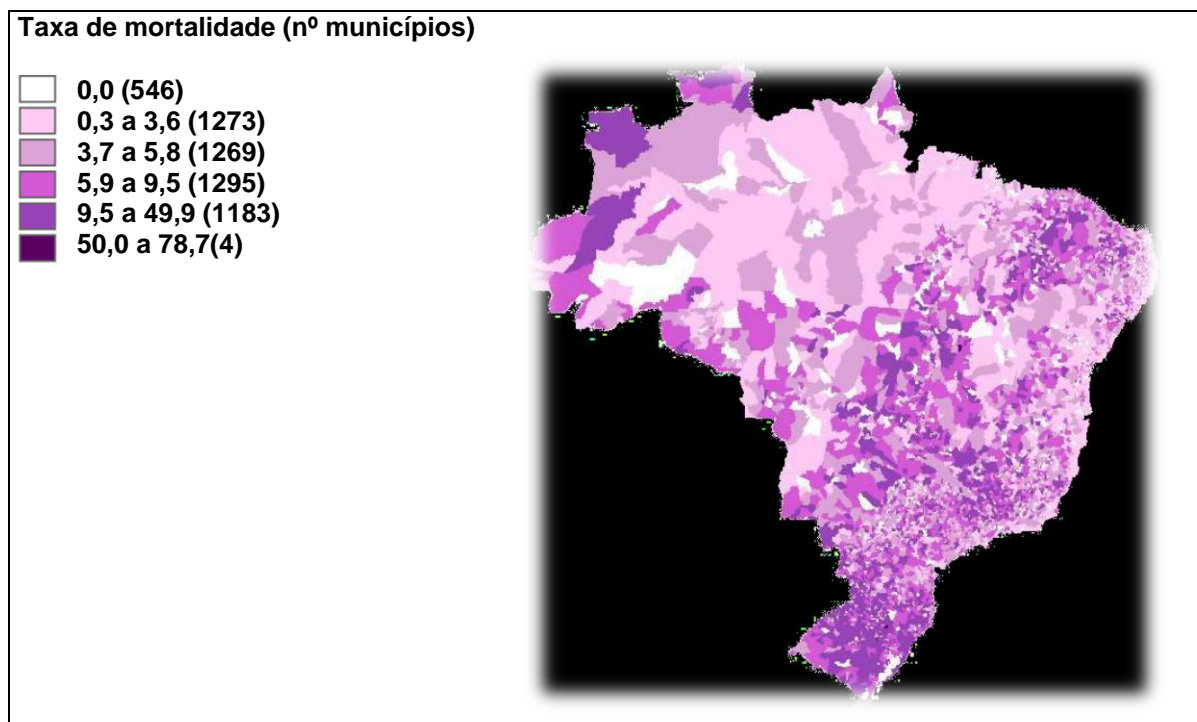 Taxa de mortalidade (nº municípios)
0,0 (546)
0,3 a 3,6 (1273)
3,7 a 5,8 (1269)
5,9 a 9,5 (1295)
9,5 a 49,9 (1183)
50,0 a 78,7(4)